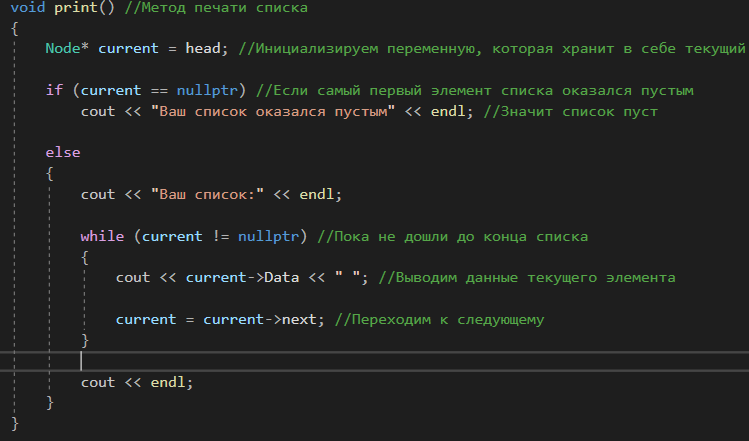 void print() //Метод печати списка
{
    Node* current = head; //Инициализируем переменную, которая хранит в себе текущий

    if (current == nullptr) //Если самый первый элемент списка оказался пустым
        cout << "Ваш список оказался пустым" << endl; //Значит список пуст

    else
    {
        cout << "Ваш список:" << endl;

        while (current != nullptr) //Пока не дошли до конца списка
        {
            cout << current->Data << " "; //Выводим данные текущего элемента

            current = current->next; //Переходим к следующему
        }

        cout << endl;
    }
}